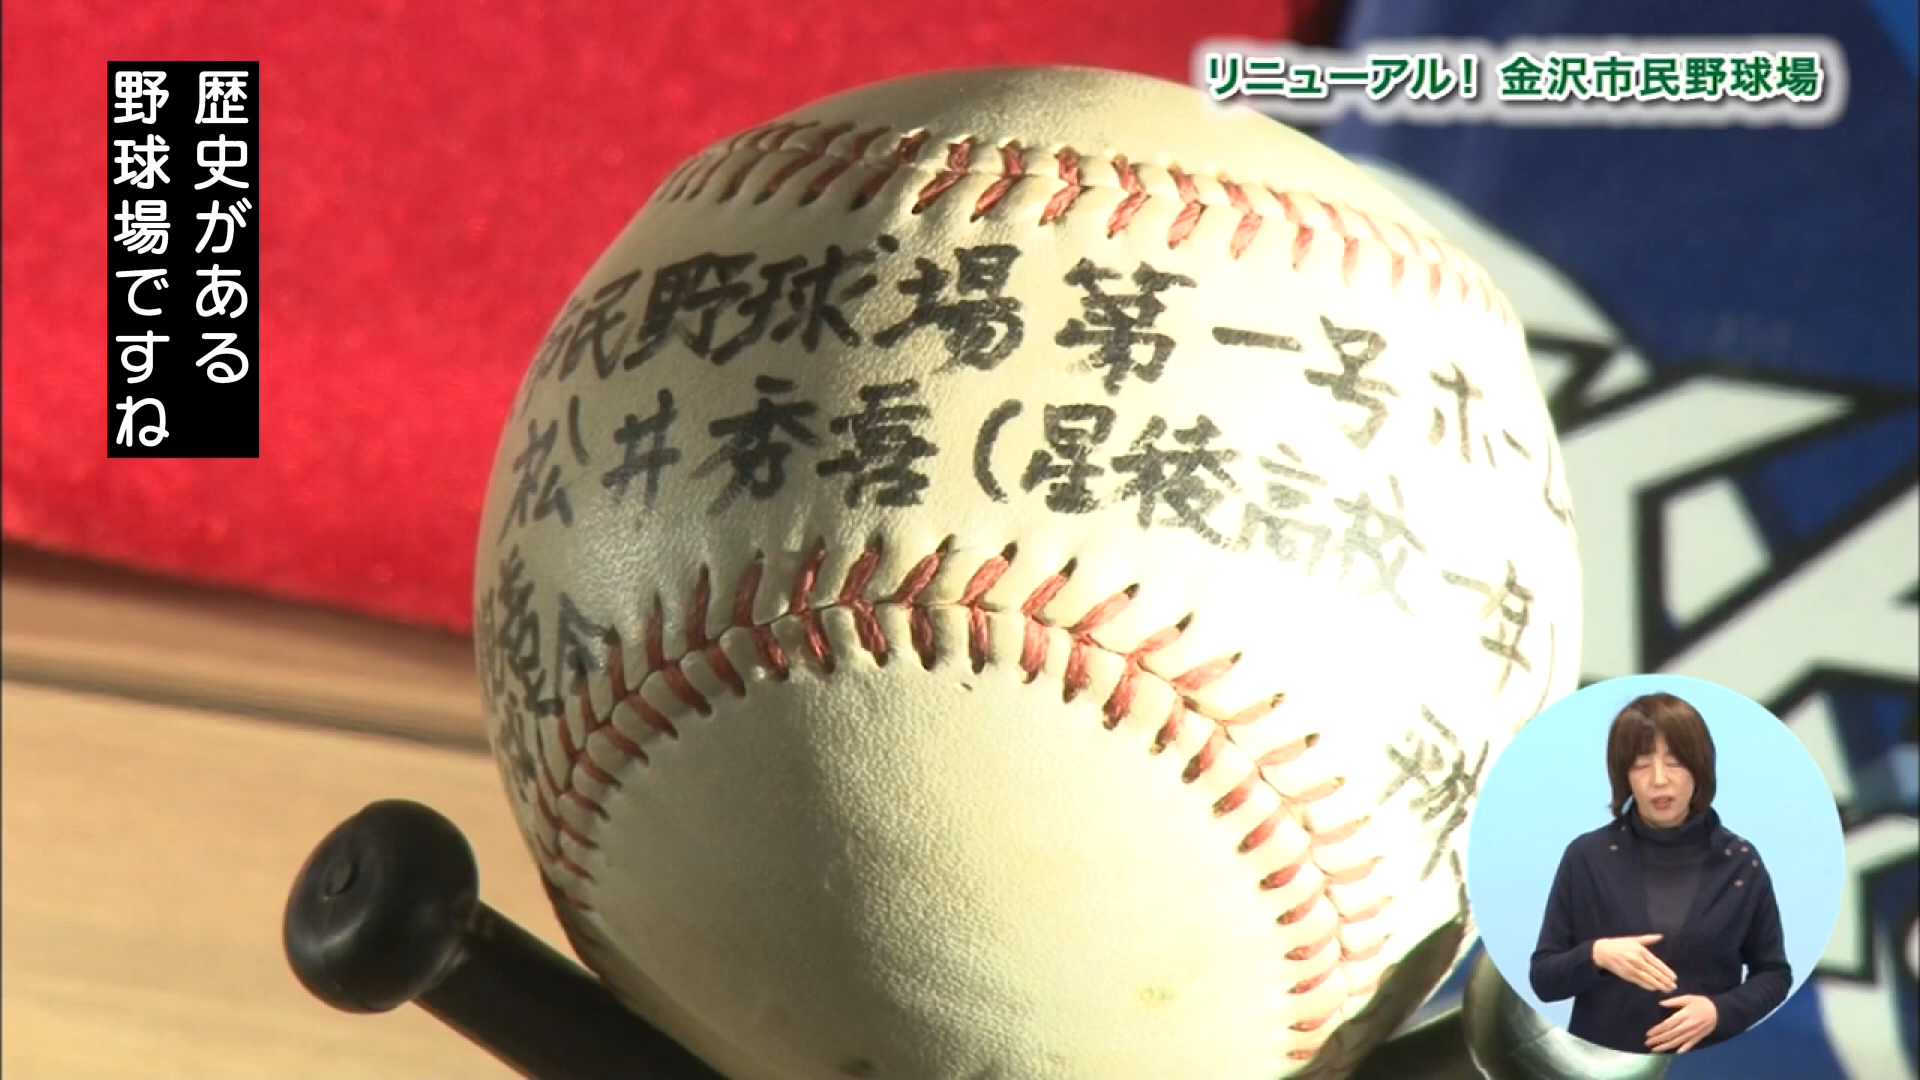 リニューアル！ 金沢市民野球場
歴史がある
野球場ですね
市民野球場第一号ホー
松井秀喜(星稜高校一年)